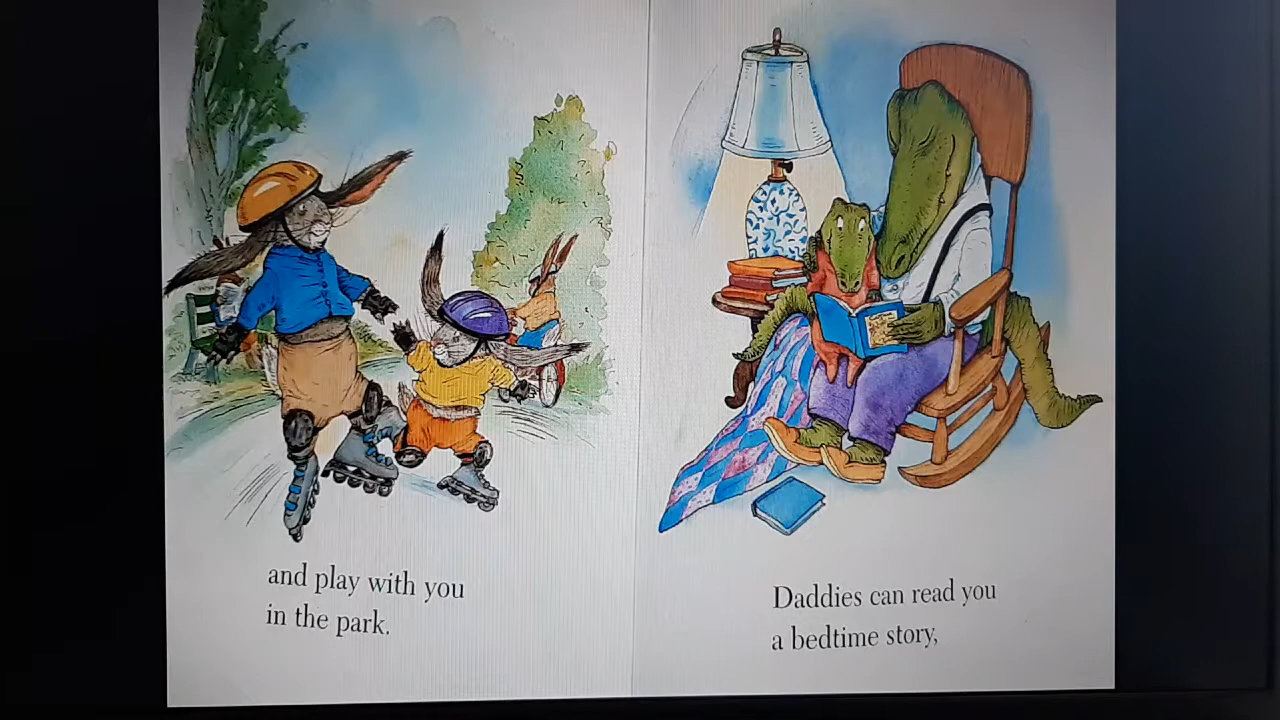 and play with you
in the park.
Daddies can read you
a bedtime story,